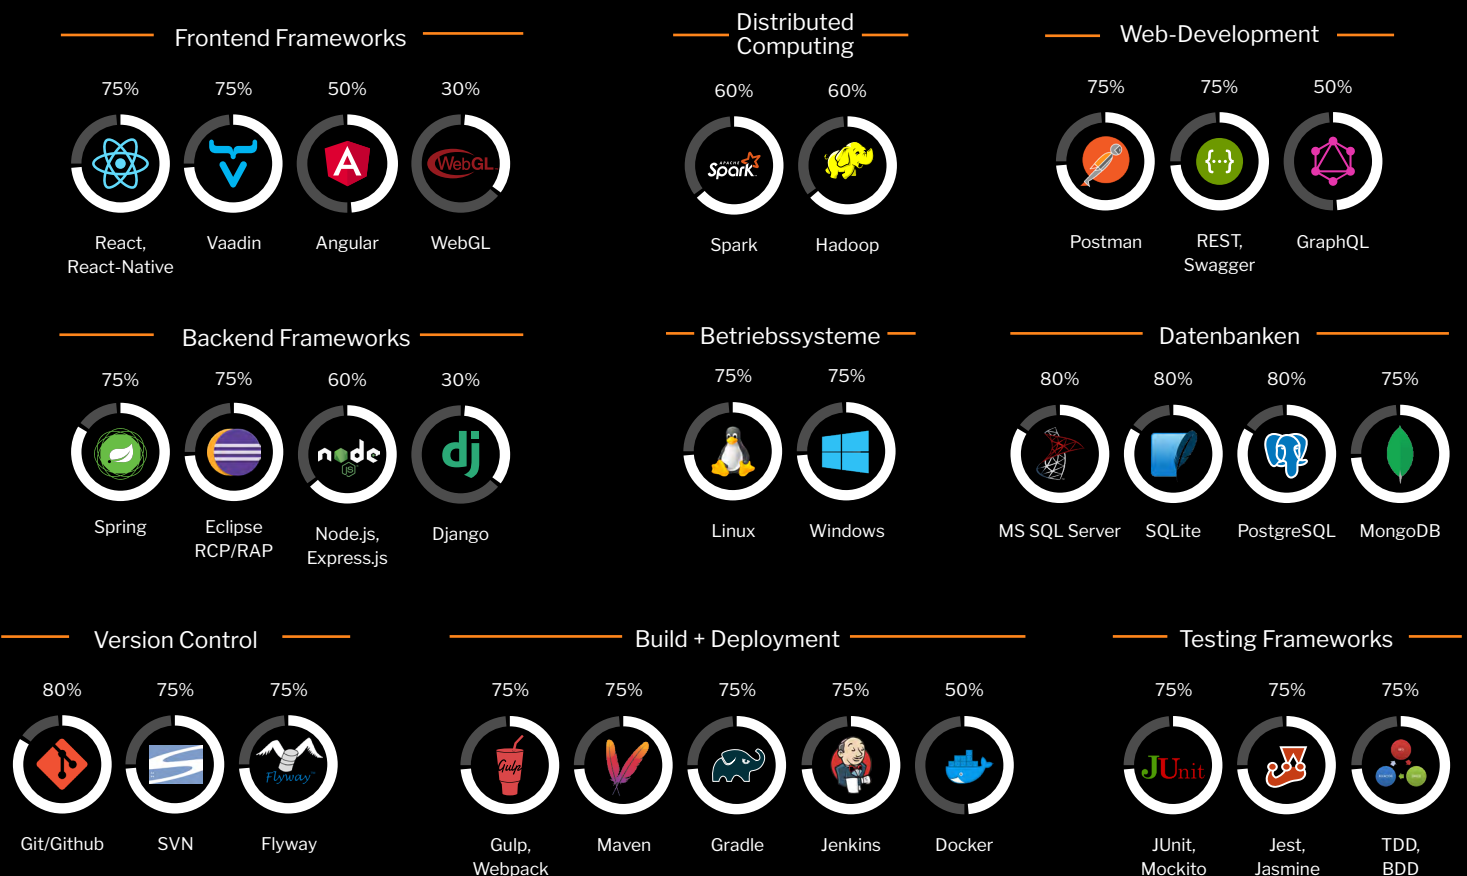 Frontend Frameworks
75% 75% 50% 30%
WebGL
React,
React-Native
Vaadin
Angular
WebGL
Distributed
Computing
60% 60%
APACHE
Spark
Spark
Hadoop
Web-Development
75% 75% 50%
{···}
Postman
REST,
Swagger
GraphQL
Backend Frameworks
75% 75% 60% 30%
node
JS
dj
Spring
Eclipse
RCP/RAP
Node.js,
Express.js
Django
Betriebssysteme
75% 75%
Linux
Windows
Datenbanken
80% 80% 80% 75%
MS SQL Server
SQLite
PostgreSQL
MongoDB
Version Control
80% 75% 75%
Flyway™
Git/Github
SVN
Flyway
Build + Deployment
75% 75% 75% 75% 50%
Gulp
Gulp,
Webpack
Maven
Gradle
Jenkins
Docker
Testing Frameworks
75% 75% 75%
JUnit
JUnit,
Mockito
Jest,
Jasmine
TDD,
BDD